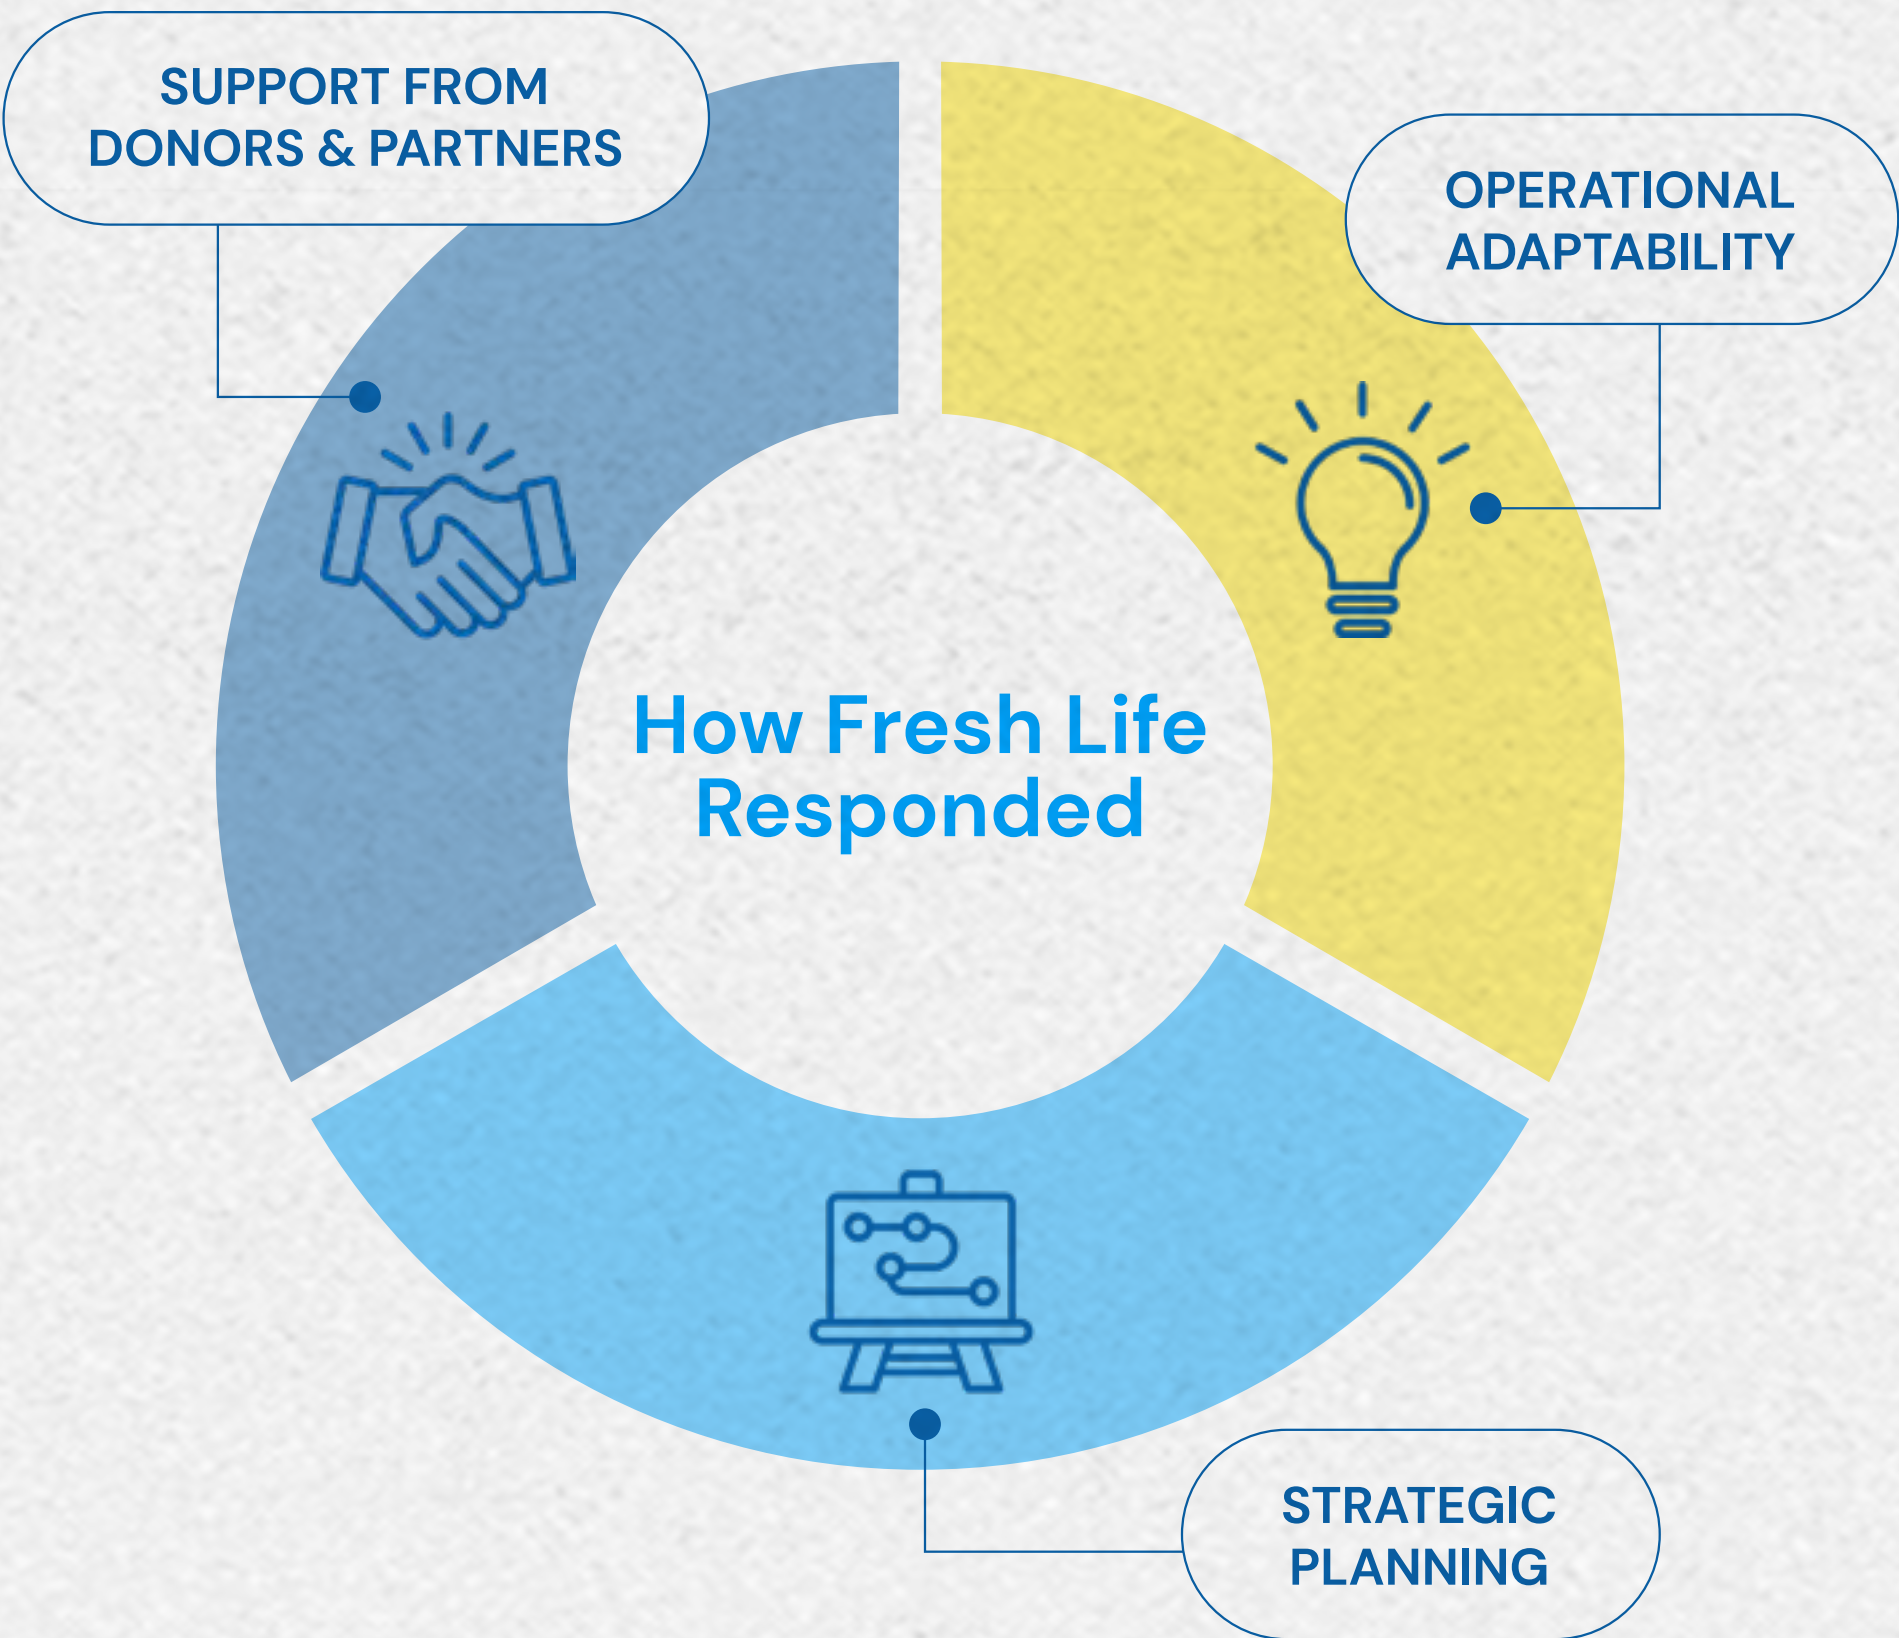 SUPPORT FROM
DONORS & PARTNERS
OPERATIONAL
ADAPTABILITY
How Fresh Life
Responded
STRATEGIC
PLANNING